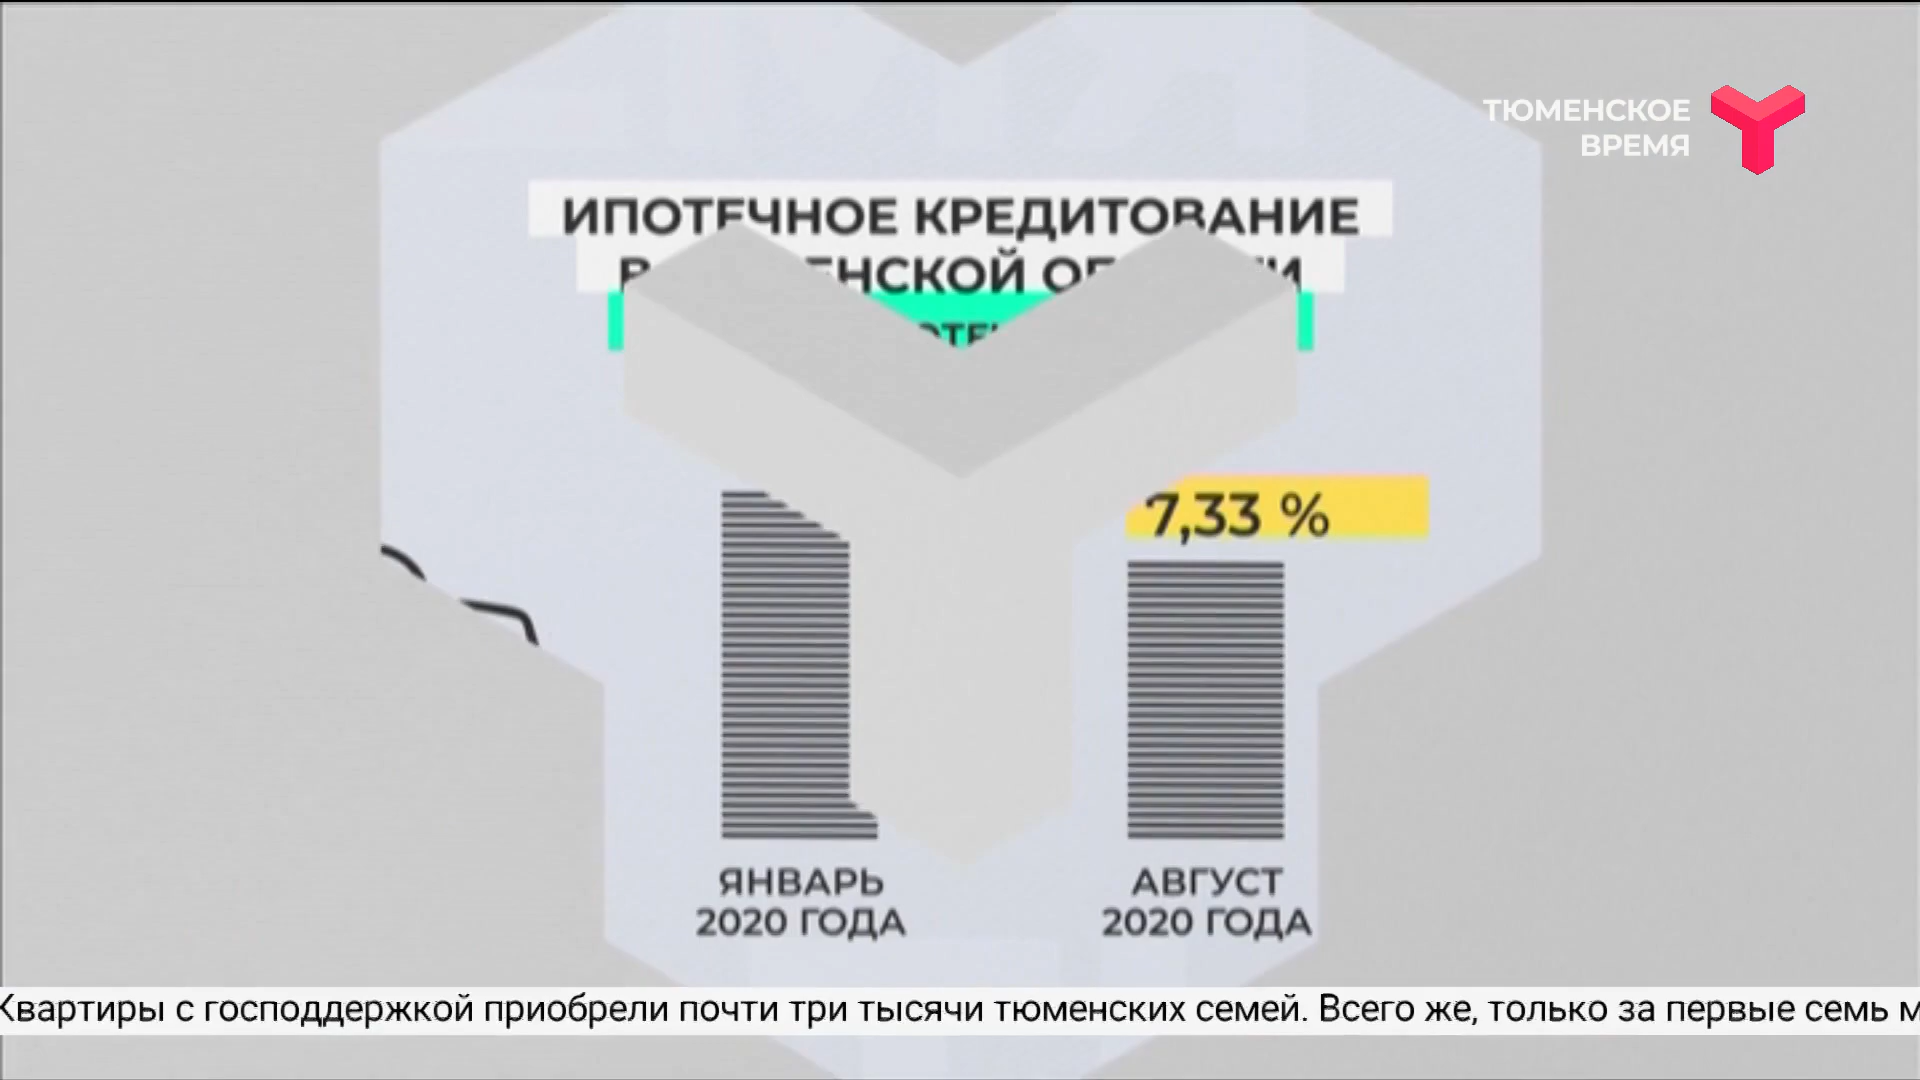 ТЮМЕНСКОЕ
ВРЕМЯ
ИПОТЕЧНОЕ КРЕДИТОВАНИЕ
В
7,33 %
ЯНВАРЬ
2020 ГОДА
АВГУСТ
2020 ГОДА
Квартиры с господдержкой приобрели почти три тысячи тюменских семей. Всего же, только за первые семь